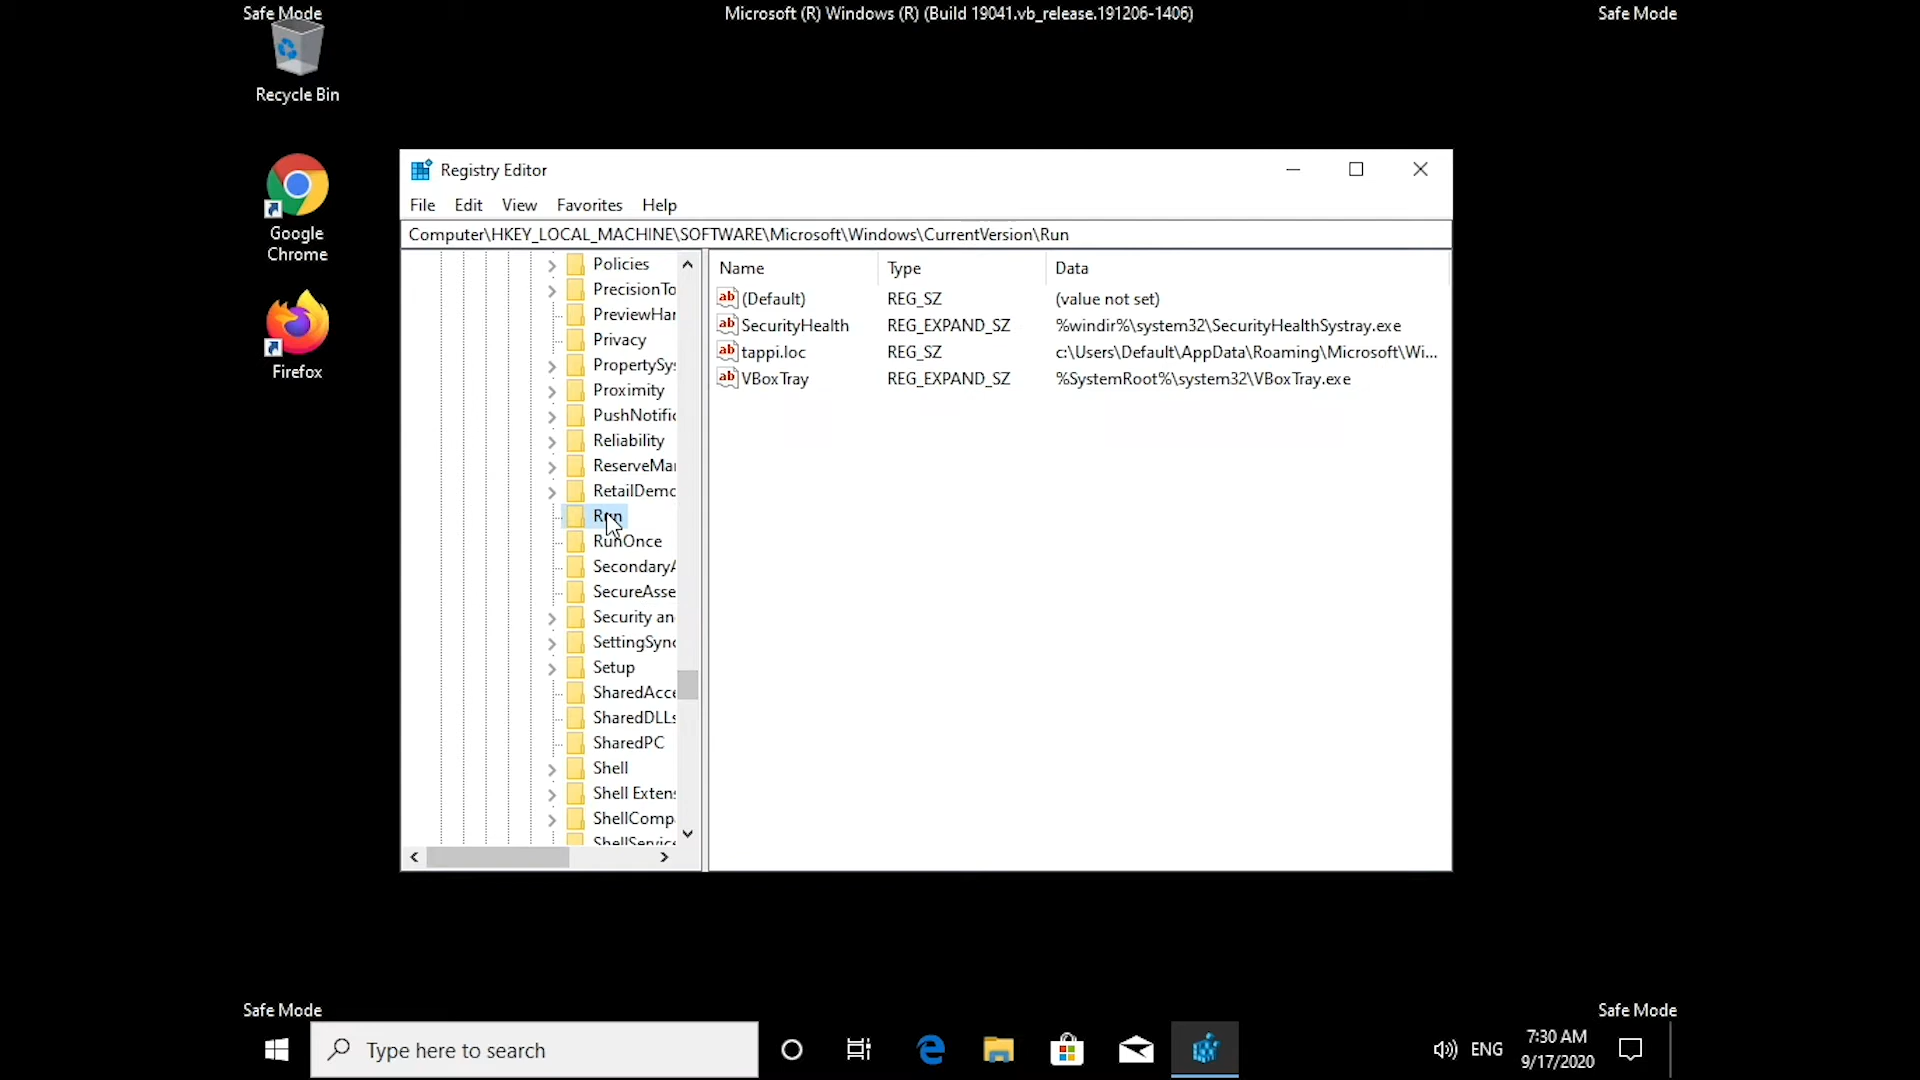 Safe Mode
Microsoft (R) Windows (R) (Build 19041.vb_release.191206-1406)
Safe Mode
Recycle Bin
Google
Chrome
Firefox
Registry Editor
File Edit View Favorites Help
Computer\HKEY_LOCAL_MACHINE\SOFTWARE\Microsoft\Windows\CurrentVersion\Run
Policies
PrecisionTo
PreviewHar
Privacy
PropertySys
Proximity
PushNotific
Reliability
ReserveMar
RetailDemo
Run
RunOnce
SecondaryA
SecureAsse
Security an
SettingSync
Setup
SharedAcce
SharedDLLs
SharedPC
Shell
Shell Extens
ShellComp
ShellService
Name Type Data
(Default) REG_SZ (value not set)
SecurityHealth REG_EXPAND_SZ %windir%\system32\SecurityHealthSystray.exe
tappi.loc REG_SZ c:\Users\Default\AppData\Roaming\Microsoft\Wi...
VBoxTray REG_EXPAND_SZ %SystemRoot%\system32\VBoxTray.exe
Safe Mode
Safe Mode
Type here to search
ENG
7:30 AM
9/17/2020